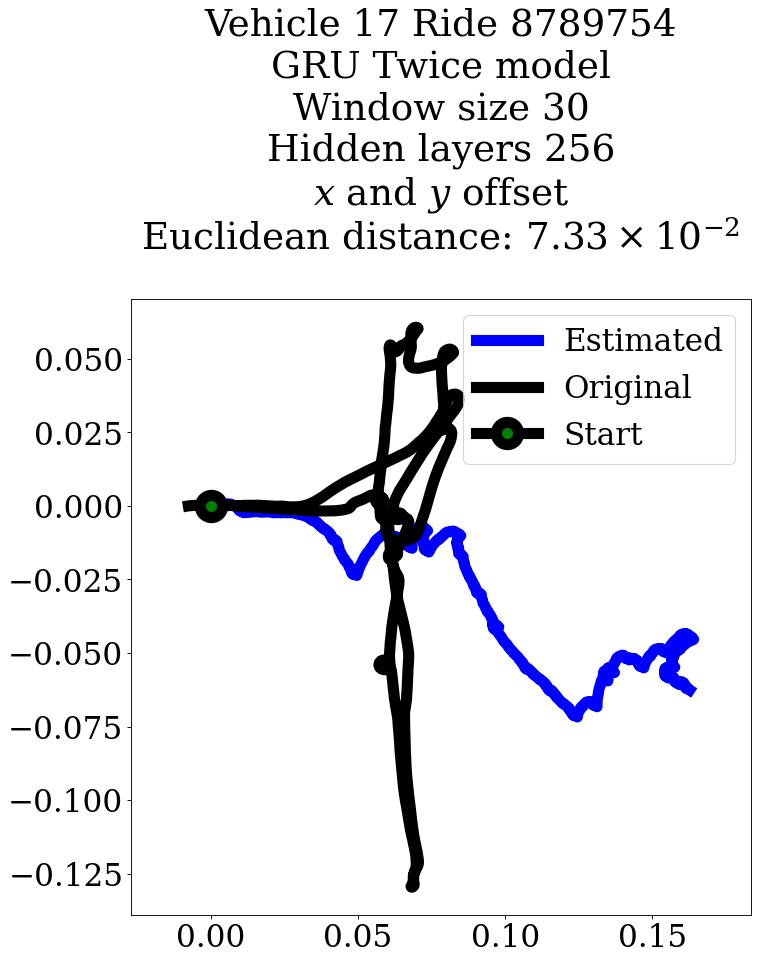 Vehicle 17 Ride 8789754
GRU Twice model
Window size 30
Hidden layers 256
x and y offset
Euclidean distance: 7.33 × 10⁻²
Estimated
Original
Start
0.050
0.025
0.000
−0.025
−0.050
−0.075
−0.100
−0.125
0.00 0.05 0.10 0.15